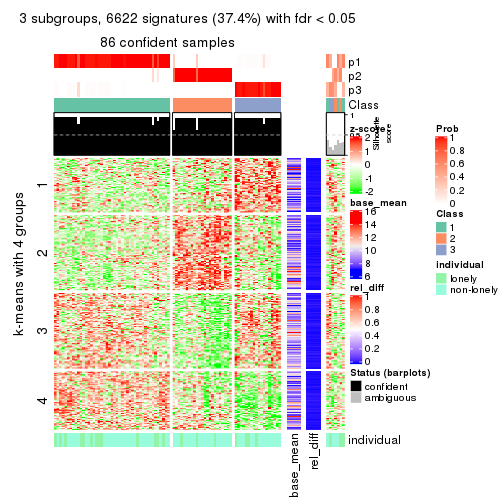 3 subgroups, 6622 signatures (37.4%) with fdr < 0.05
86 confident samples
p1
p2
p3
Class
1
0.5
0
Silhouette
score
k-means with 4 groups
1
2
3
4
individual
base_mean
rel_diff
z-score
2
1
0
-1
-2
base_mean
16
14
12
10
8
6
rel_diff
1
0.8
0.6
0.4
0.2
0
Status (barplots)
confident
ambiguous
Prob
1
0.8
0.6
0.4
0.2
0
Class
1
2
3
individual
lonely
non-lonely